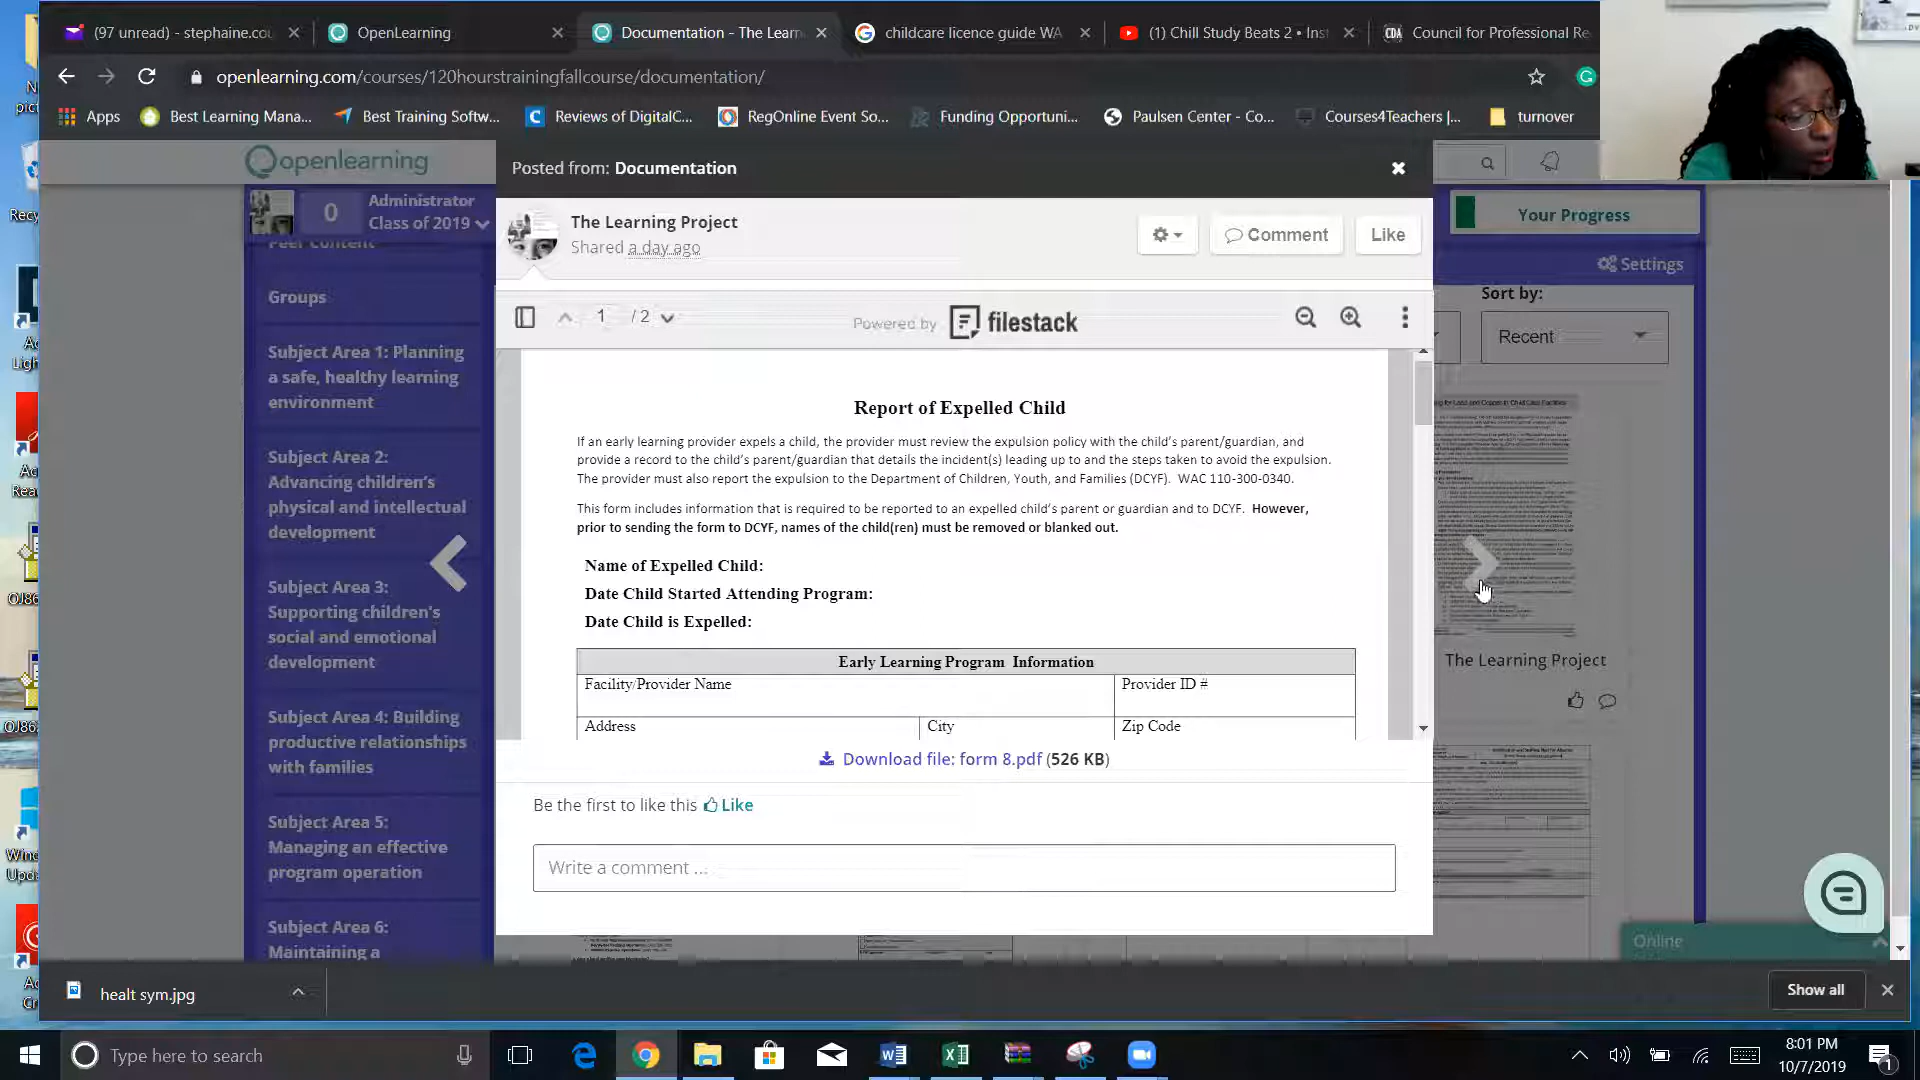 (97 unread) - stephaine.cou
OpenLearning
Documentation - The Learn
childcare licence guide WA
(1) Chill Study Beats 2 • Inst
CDA
Council for Professional Re
openlearning.com/courses/120hourstrainingfallcourse/documentation/
Apps
Best Learning Mana...
Best Training Softw...
Reviews of DigitalC...
RegOnline Event So...
Funding Opportuni...
Paulsen Center - Co...
Courses4Teachers |...
turnover
openlearning
Posted from: Documentation
0
Administrator
Class of 2019
The Learning Project
Shared a day ago
Comment
Like
Your Progress
Settings
Peer Content
Groups
Subject Area 1: Planning
a safe, healthy learning
environment
Subject Area 2:
Advancing children's
physical and intellectual
development
Subject Area 3:
Supporting children's
social and emotional
development
Subject Area 4: Building
productive relationships
with families
Subject Area 5:
Managing an effective
program operation
Subject Area 6:
Maintaining a
1 / 2
Powered by filestack
Report of Expelled Child
If an early learning provider expels a child, the provider must review the expulsion policy with the child's parent/guardian, and
provide a record to the child's parent/guardian that details the incident(s) leading up to and the steps taken to avoid the expulsion.
The provider must also report the expulsion to the Department of Children, Youth, and Families (DCYF). WAC 110-300-0340.
This form includes information that is required to be reported to an expelled child's parent or guardian and to DCYF. However,
prior to sending the form to DCYF, names of the child(ren) must be removed or blanked out.
Name of Expelled Child:
Date Child Started Attending Program:
Date Child is Expelled:
Early Learning Program Information
Facility/Provider Name
Provider ID #
Address
City
Zip Code
Download file: form 8.pdf (526 KB)
Be the first to like this Like
Write a comment ...
Sort by:
Recent
The Learning Project
Online
healt sym.jpg
Show all
Type here to search
8:01 PM
10/7/2019
1